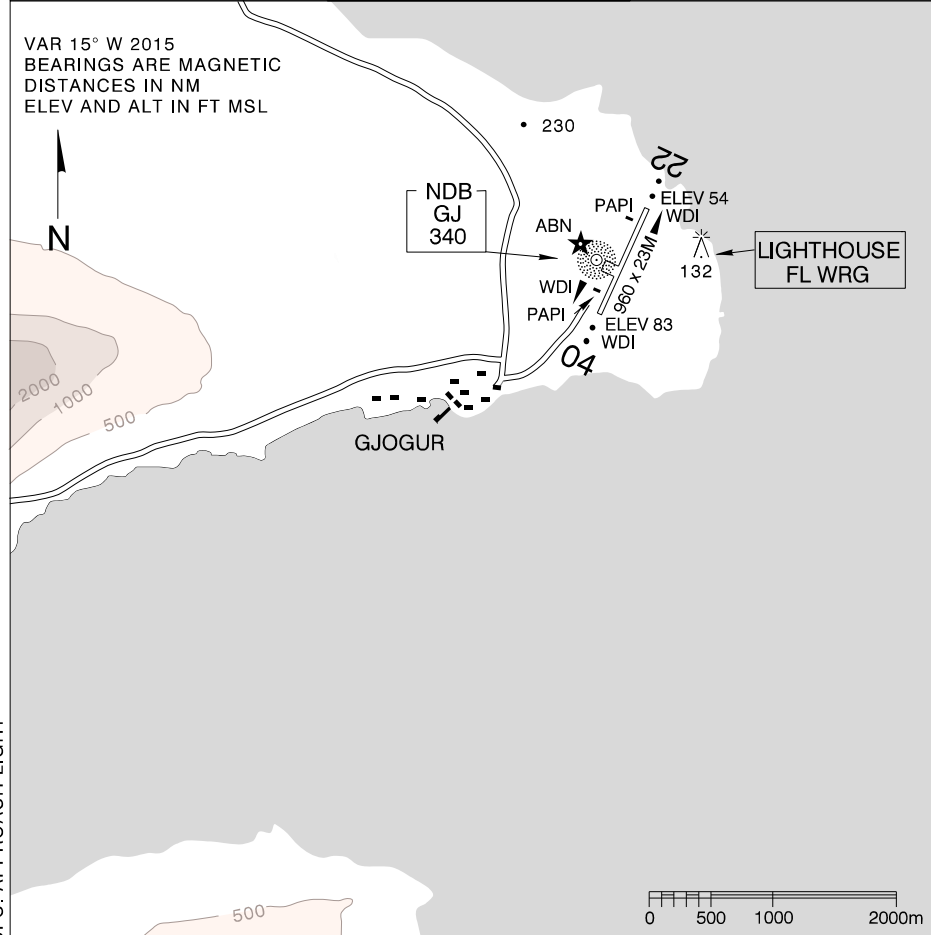 VAR 15° W 2015
BEARINGS ARE MAGNETIC
DISTANCES IN NM
ELEV AND ALT IN FT MSL
N
230
22
NDB
GJ
340
ABN
PAPI
ELEV 54
WDI
960 x 23M
132
LIGHTHOUSE
FL WRG
WDI
PAPI
ELEV 83
WDI
04
2000
1000
500
GJOGUR
APPROACH LIGHT
500
0 500 1000 2000m